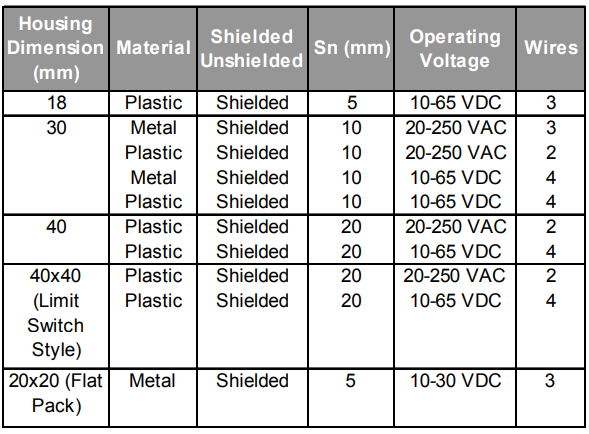 Housing Dimension (mm) Material Shielded Unshielded Sn (mm) Operating Voltage Wires
18 Plastic Shielded 5 10-65 VDC 3
30 Metal Shielded 10 20-250 VAC 3
Plastic Shielded 10 20-250 VAC 2
Metal Shielded 10 10-65 VDC 4
Plastic Shielded 10 10-65 VDC 4
40 Plastic Shielded 20 20-250 VAC 2
Plastic Shielded 20 10-65 VDC 4
40x40 Plastic Shielded 20 20-250 VAC 2
(Limit Plastic Shielded 20 10-65 VDC 4
Switch
Style)
20x20 (Flat Metal Shielded 5 10-30 VDC 3
Pack)